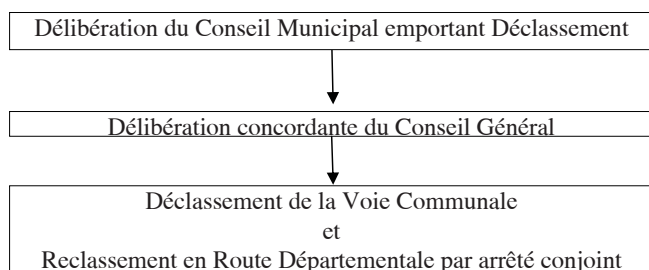 Délibération du Conseil Municipal emportant Déclassement
Délibération concordante du Conseil Général
Déclassement de la Voie Communale
et
Reclassement en Route Départementale par arrêté conjoint